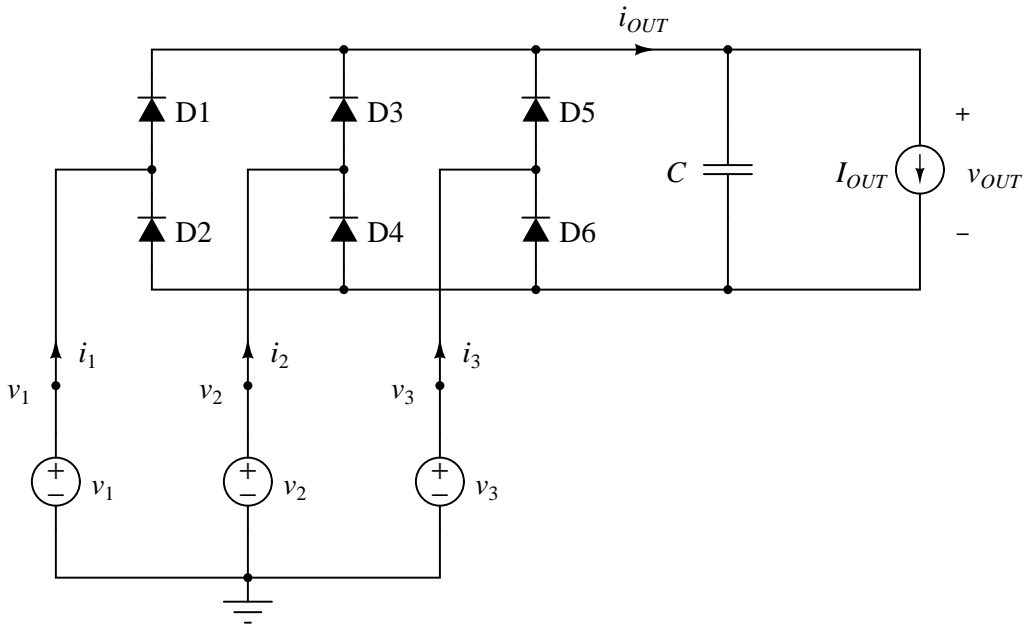 i_OUT
D1 D3 D5
+
C I_OUT v_OUT
D2 D4 D6
−
i_1 i_2 i_3
v_1 v_2 v_3
+ + +
− − −
v_1 v_2 v_3